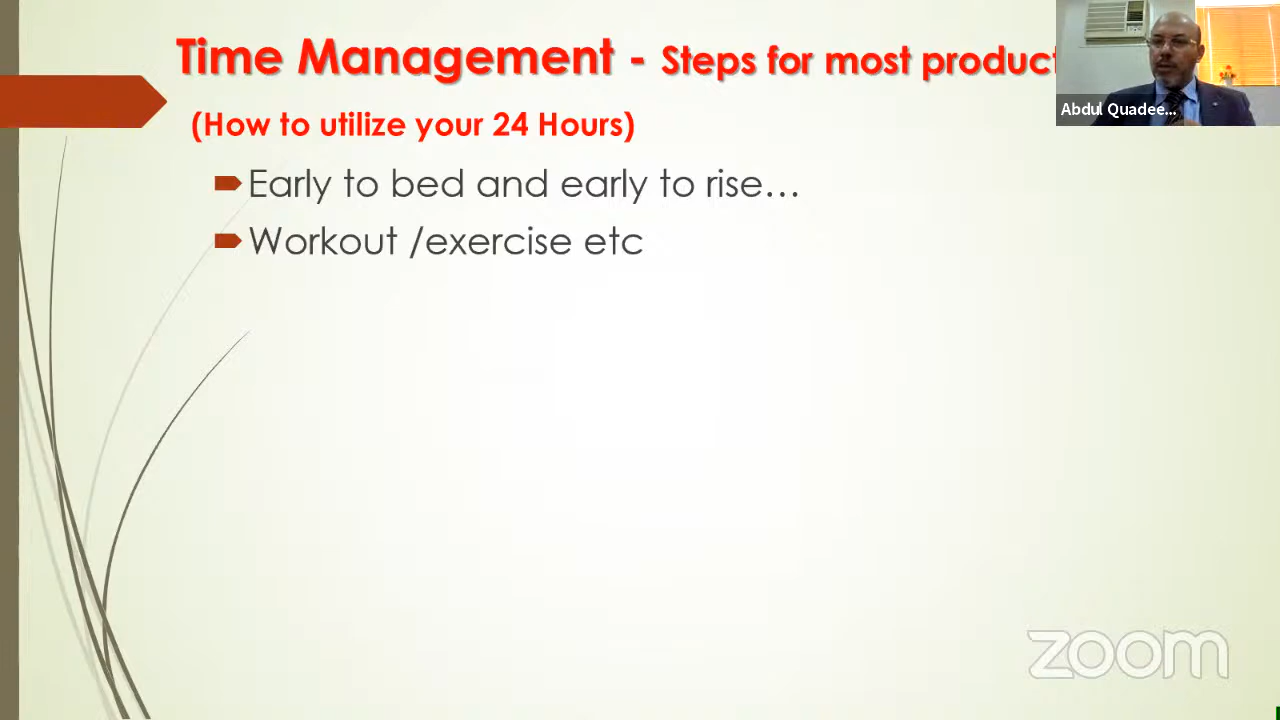 Time Management - Steps for most product
(How to utilize your 24 Hours)
Early to bed and early to rise…
Workout /exercise etc
Abdul Quadee...
zoom